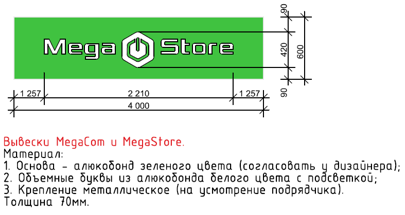 90
Mega Store
420
600
90
1 257
2 210
1 257
4 000
Вывески MegaCom и MegaStore.
Материал:
1. Основа - алюкобонд зеленого цвета (согласовать у дизайнера);
2. Объемные буквы из алюкобонда белого цвета с подсветкой;
3. Крепление металлическое (на усмотрение подрядчика).
Толщина 70мм.